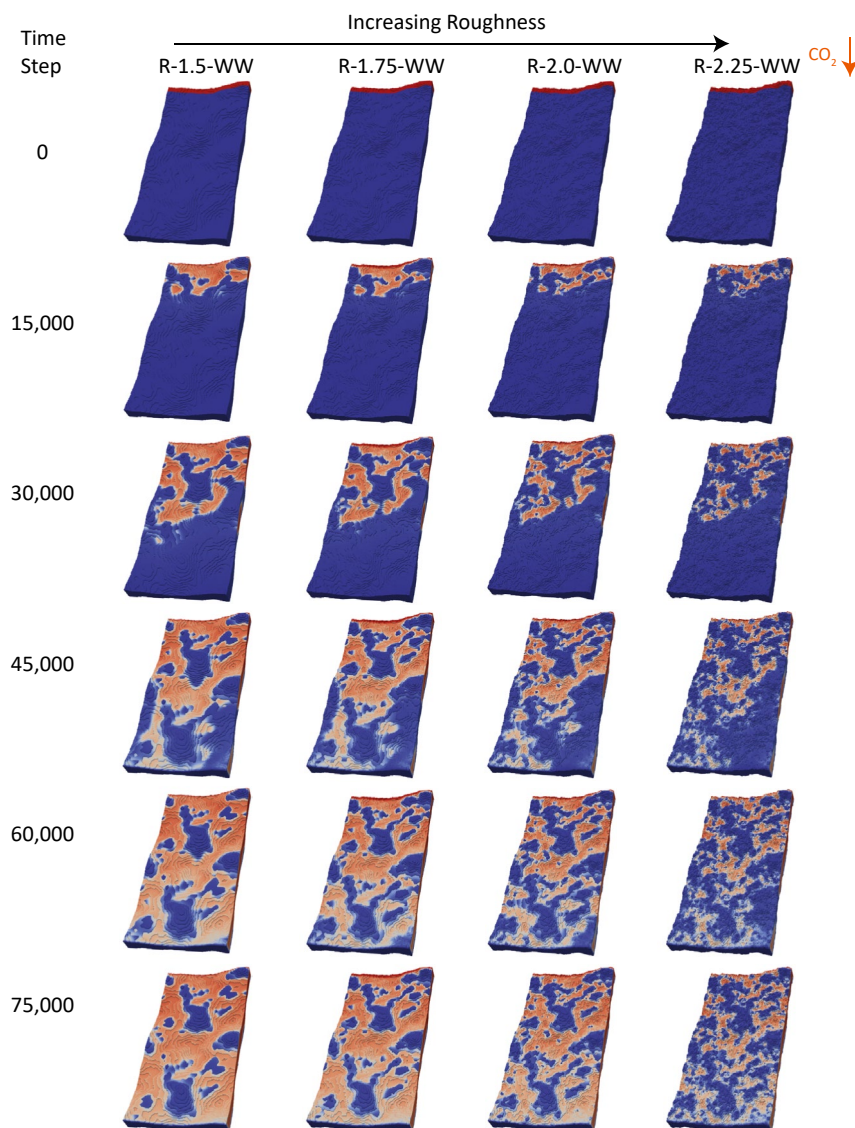 Increasing Roughness
Time
Step
R-1.5-WW
R-1.75-WW
R-2.0-WW
R-2.25-WW
CO2
0
15,000
30,000
45,000
60,000
75,000